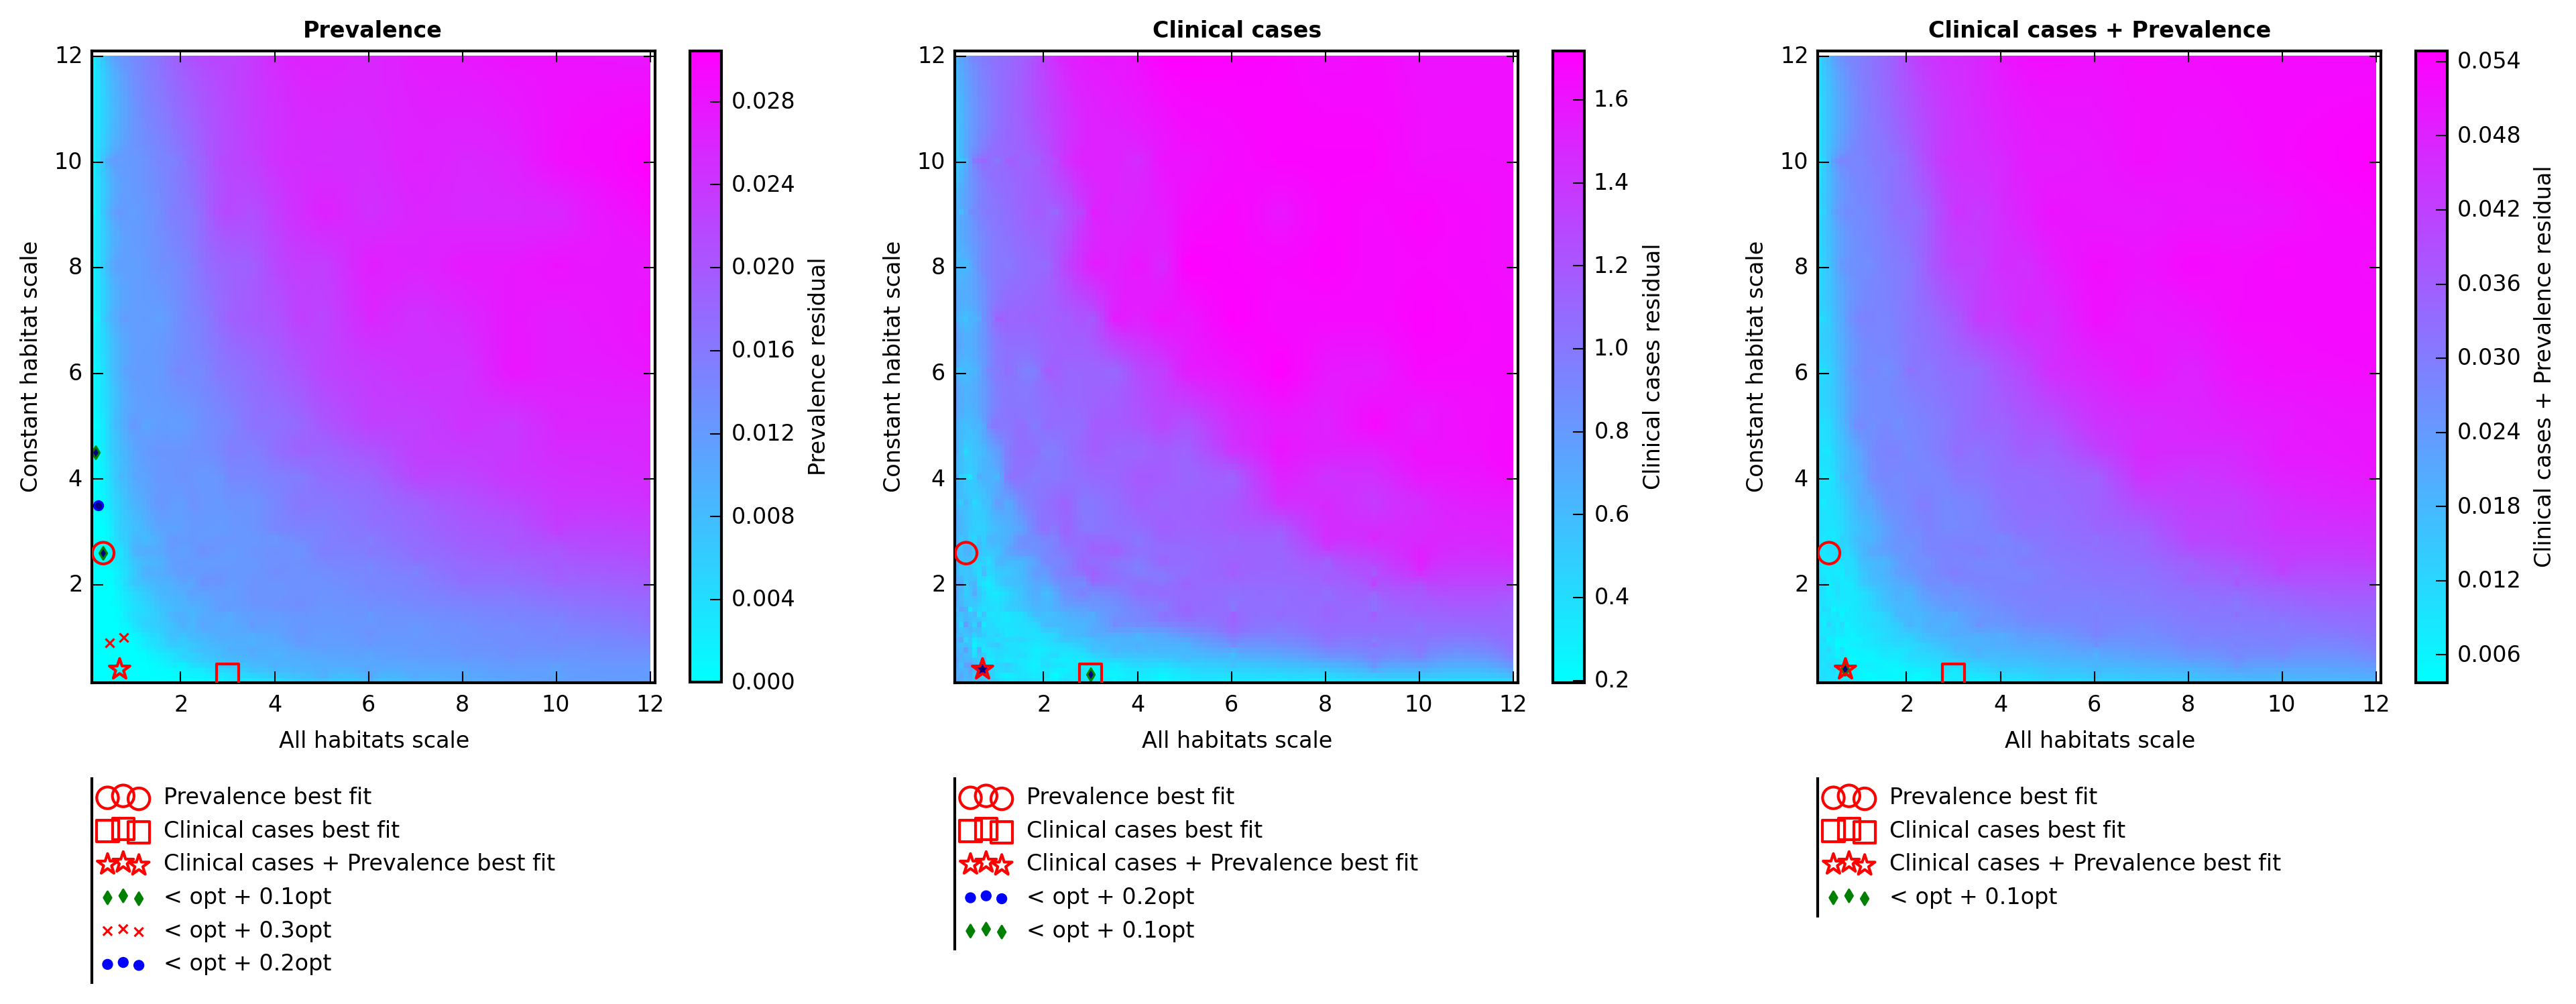 Prevalence
12
10
8
6
4
2
Constant habitat scale
2 4 6 8 10 12
All habitats scale
0.028
0.024
0.020
0.016
0.012
0.008
0.004
0.000
Prevalence residual
Prevalence best fit
Clinical cases best fit
Clinical cases + Prevalence best fit
< opt + 0.1opt
< opt + 0.3opt
< opt + 0.2opt
Clinical cases
12
10
8
6
4
2
Constant habitat scale
2 4 6 8 10 12
All habitats scale
1.6
1.4
1.2
1.0
0.8
0.6
0.4
0.2
Clinical cases residual
Prevalence best fit
Clinical cases best fit
Clinical cases + Prevalence best fit
< opt + 0.2opt
< opt + 0.1opt
Clinical cases + Prevalence
12
10
8
6
4
2
Constant habitat scale
2 4 6 8 10 12
All habitats scale
0.054
0.048
0.042
0.036
0.030
0.024
0.018
0.012
0.006
Clinical cases + Prevalence residual
Prevalence best fit
Clinical cases best fit
Clinical cases + Prevalence best fit
< opt + 0.1opt